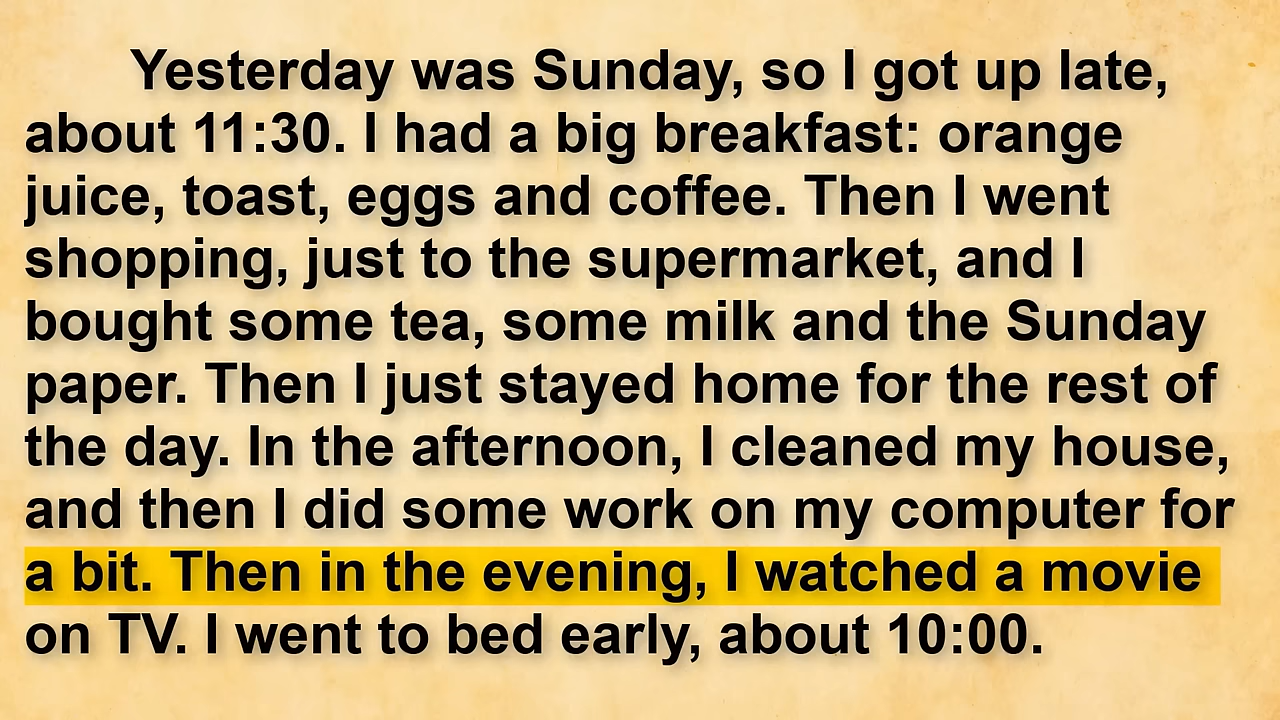 Yesterday was Sunday, so I got up late,
about 11:30. I had a big breakfast: orange
juice, toast, eggs and coffee. Then I went
shopping, just to the supermarket, and I
bought some tea, some milk and the Sunday
paper. Then I just stayed home for the rest of
the day. In the afternoon, I cleaned my house,
and then I did some work on my computer for
a bit. Then in the evening, I watched a movie
on TV. I went to bed early, about 10:00.